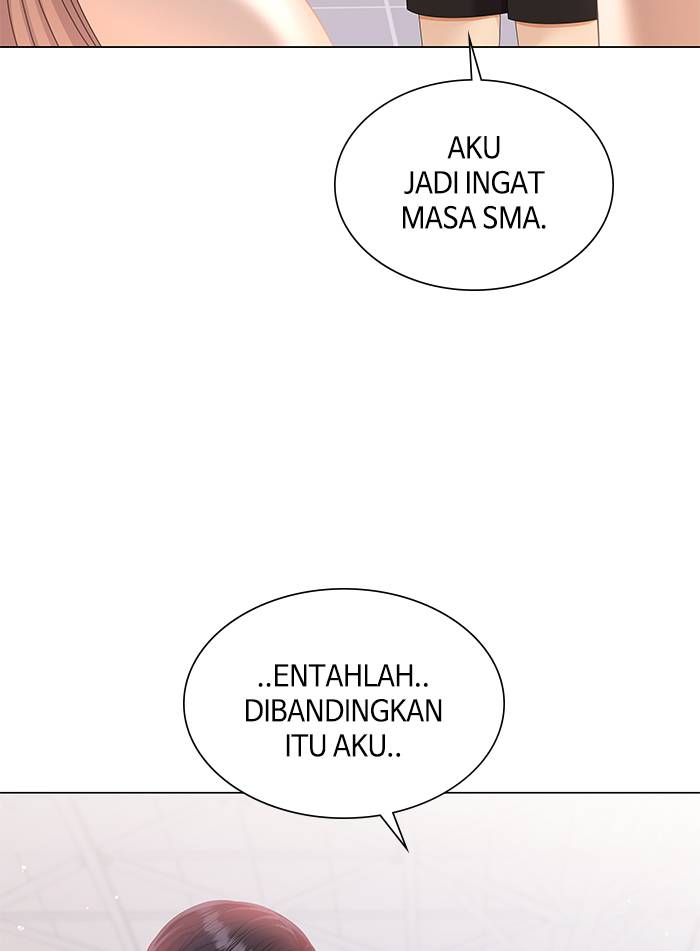 AKU
JADI INGAT
MASA SMA.
..ENTAHLAH..
DIBANDINGKAN
ITU AKU..